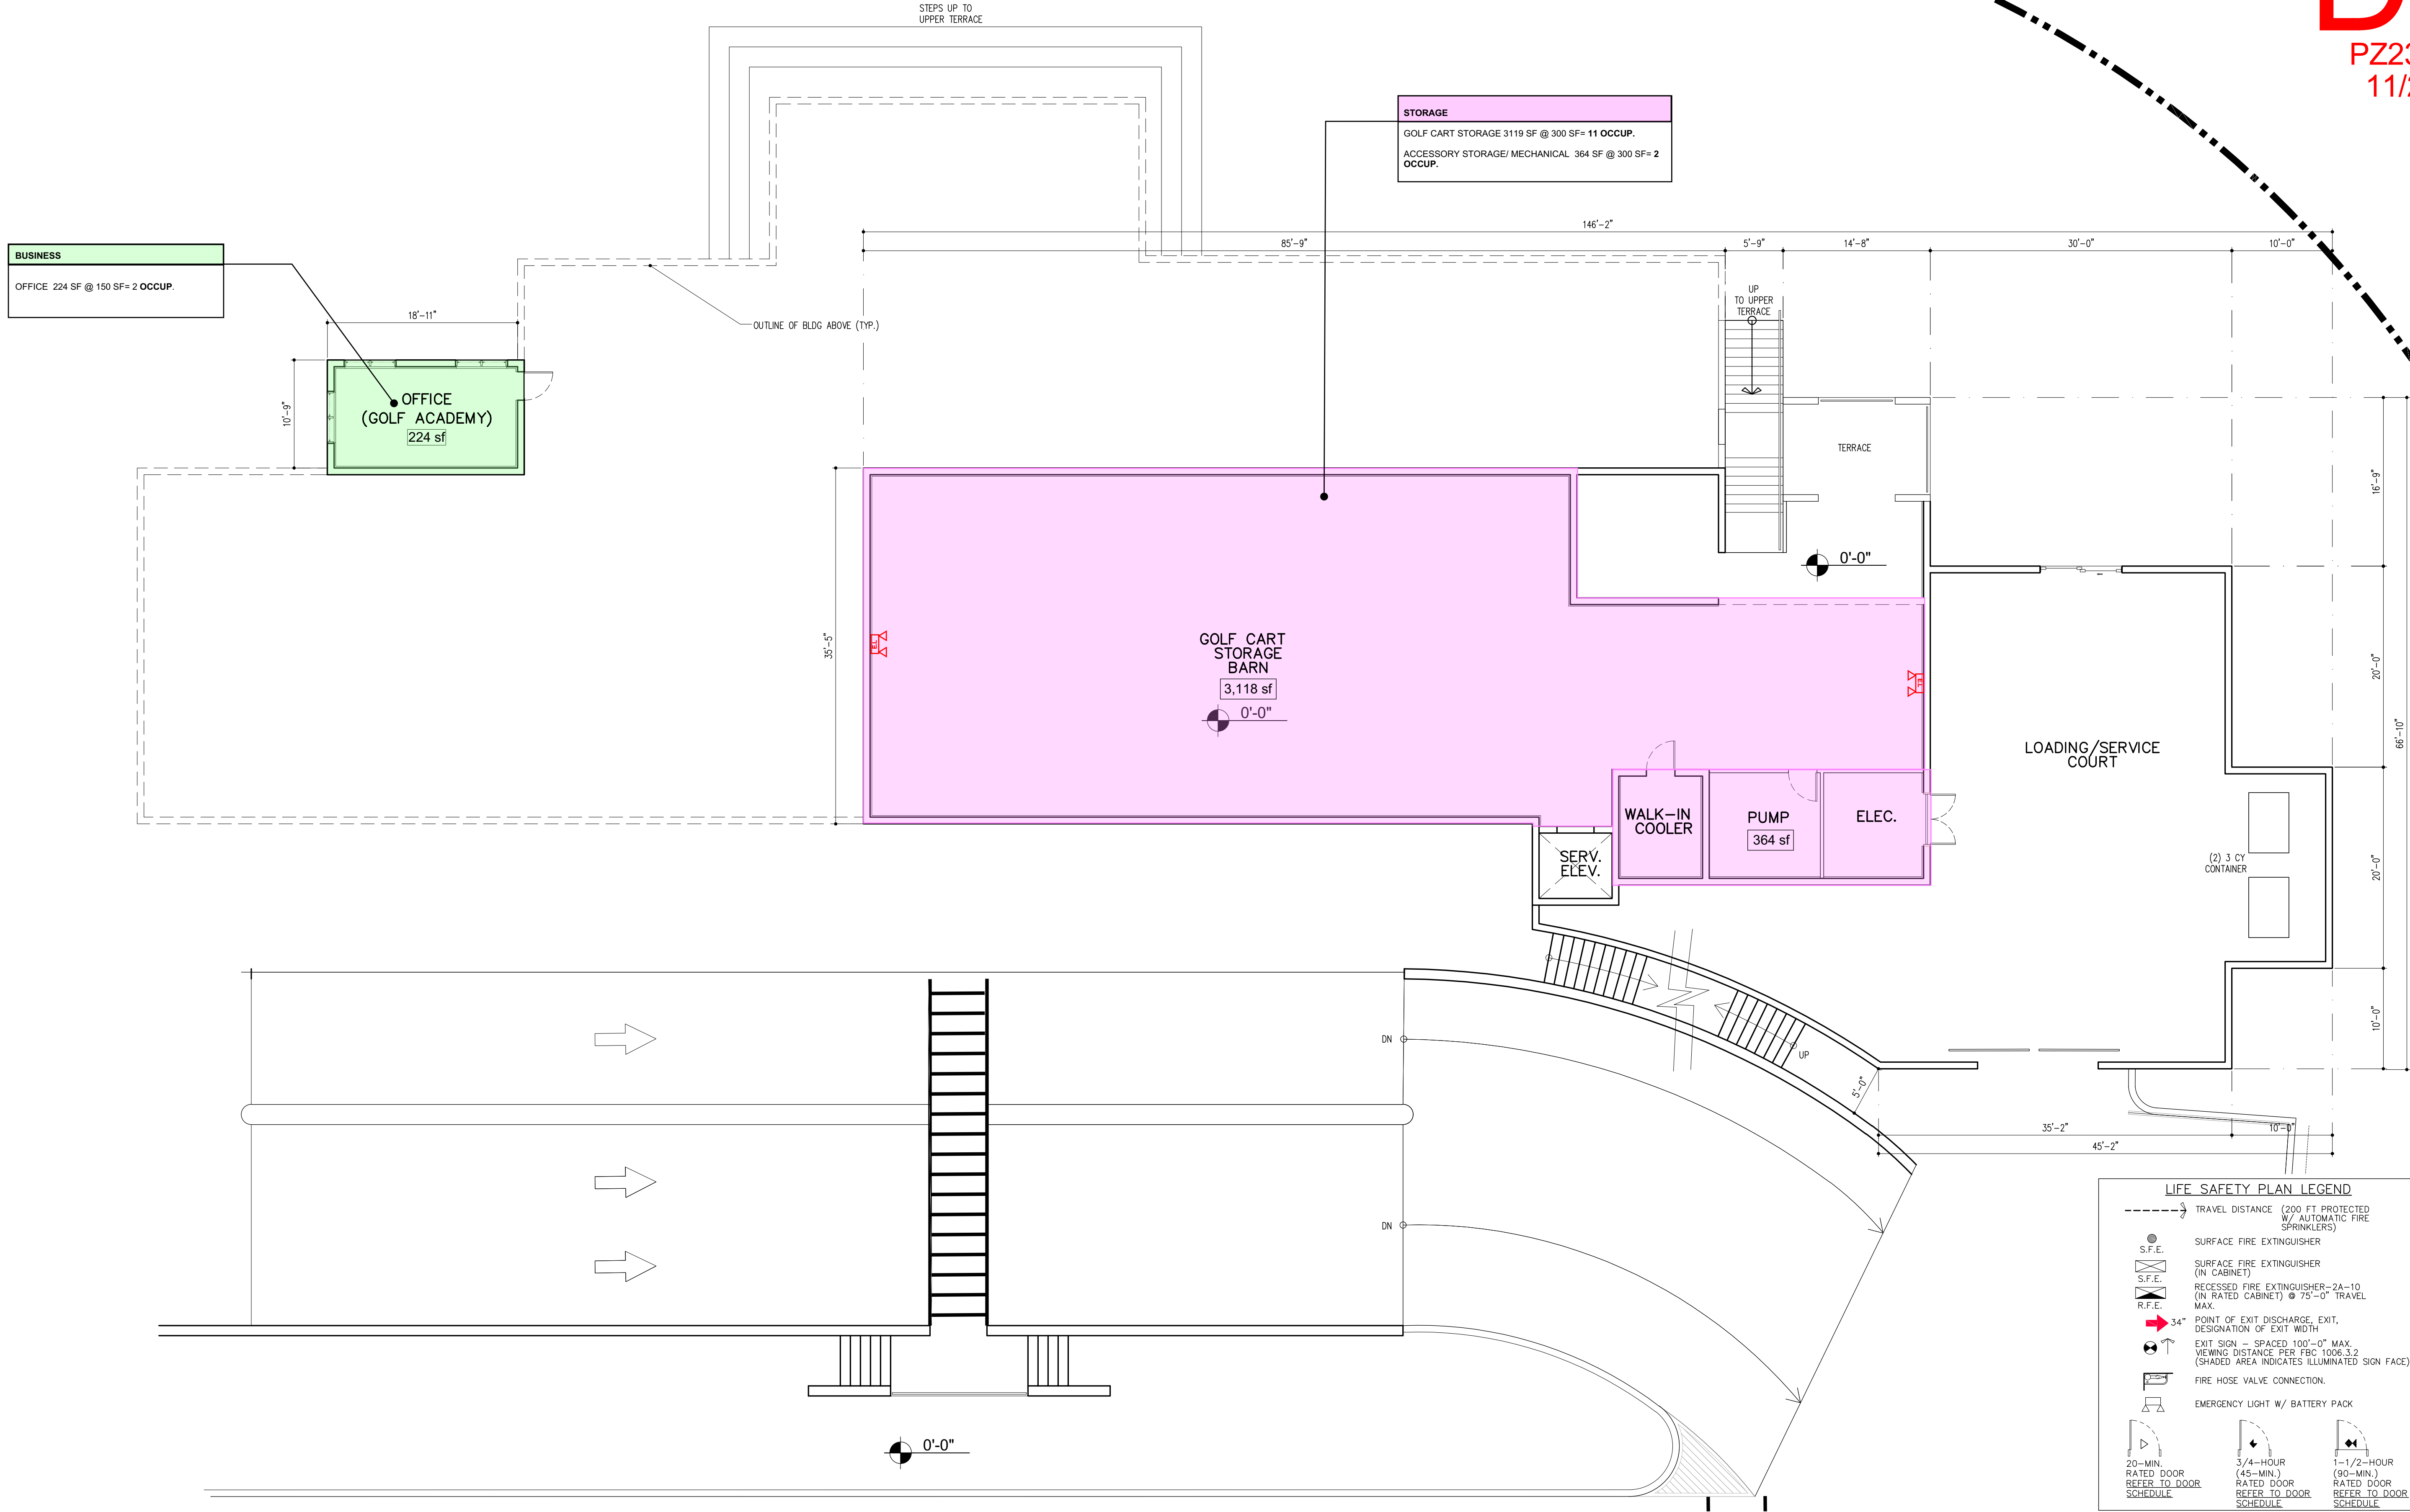 STEPS UP TO
UPPER TERRACE
PZ23
11/2
STORAGE
GOLF CART STORAGE 3119 SF @ 300 SF= 11 OCCUP.
ACCESSORY STORAGE/ MECHANICAL 364 SF @ 300 SF= 2
OCCUP.
146'-2"
85'-9"
5'-9"
14'-8"
30'-0"
10'-0"
BUSINESS
OFFICE 224 SF @ 150 SF= 2 OCCUP.
18'-11"
OUTLINE OF BLDG ABOVE (TYP.)
UP
TO UPPER
TERRACE
10'-9"
OFFICE
(GOLF ACADEMY)
224 sf
TERRACE
16'-9"
0'-0"
35'-5"
GOLF CART
STORAGE
BARN
3,118 sf
0'-0"
20'-0"
66'-10"
LOADING/SERVICE
COURT
WALK-IN
COOLER
PUMP
364 sf
ELEC.
SERV.
ELEV.
(2) 3 CY
CONTAINER
20'-0"
10'-0"
DN
UP
5'-0"
35'-2"
10'-0"
45'-2"
DN
0'-0"
LIFE SAFETY PLAN LEGEND
TRAVEL DISTANCE (200 FT PROTECTED
W/ AUTOMATIC FIRE
SPRINKLERS)
S.F.E.
SURFACE FIRE EXTINGUISHER
S.F.E.
SURFACE FIRE EXTINGUISHER
(IN CABINET)
R.F.E.
RECESSED FIRE EXTINGUISHER-2A-10
(IN RATED CABINET) @ 75'-0" TRAVEL
MAX.
34"
POINT OF EXIT DISCHARGE, EXIT,
DESIGNATION OF EXIT WIDTH
EXIT SIGN - SPACED 100'-0" MAX.
VIEWING DISTANCE PER FBC 1006.3.2
(SHADED AREA INDICATES ILLUMINATED SIGN FACE)
FIRE HOSE VALVE CONNECTION.
EMERGENCY LIGHT W/ BATTERY PACK
20-MIN.
RATED DOOR
REFER TO DOOR
SCHEDULE
3/4-HOUR
(45-MIN.)
RATED DOOR
REFER TO DOOR
SCHEDULE
1-1/2-HOUR
(90-MIN.)
RATED DOOR
REFER TO DOOR
SCHEDULE